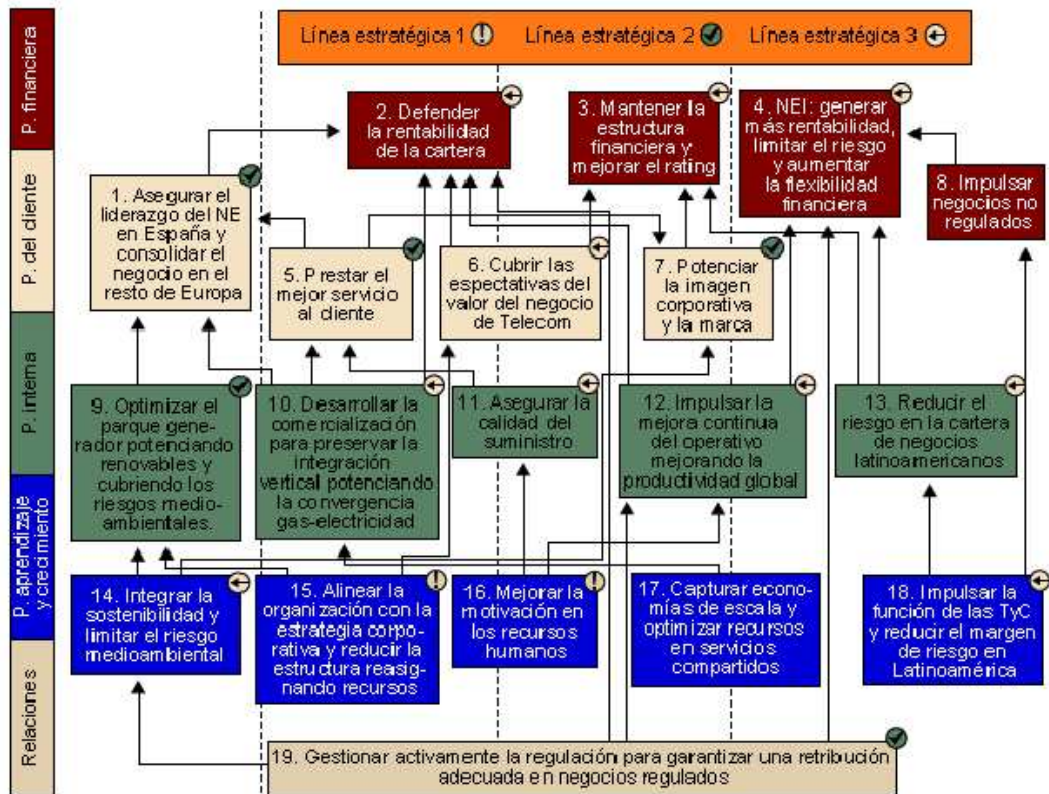 Línea estratégica 1
Línea estratégica 2
Línea estratégica 3
P. financiera
P. del cliente
P. interna
P. aprendizaje
y crecimiento
Relaciones
2. Defender
la rentabilidad
de la cartera
3. Mantener la
estructura
financiera y
mejorar el rating
4. NEI: generar
más rentabilidad,
limitar el riesgo
y aumentar
la flexibilidad
financiera
8. Impulsar
negocios no
regulados
1. Asegurar el
liderazgo del NE
en España y
consolidar el
negocio en el
resto de Europa
5. Prestar el
mejor servicio
al cliente
6. Cubrir las
espectativas del
valor del negocio
de Telecom
7. Potenciar
la imagen
corporativa
y la marca
9. Optimizar el
parque gene-
rador potenciando
renovables y
cubriendo los
riesgos medio-
ambientales.
10. Desarrollar la
comercialización
para preservar la
integración
vertical potenciando
la convergencia
gas-electricidad
11. Asegurar la
calidad del
suministro
12. Impulsar la
mejora continua
del operativo
mejorando la
productividad global
13. Reducir el
riesgo en la cartera
de negocios
latinoamericanos
14. Integrar la
sostenibilidad y
limitar el riesgo
medioambiental
15. Alinear la
organización con la
estrategia corpo-
rativa y reducir la
estructura reasig-
nando recursos
16. Mejorar la
motivación en
los recursos
humanos
17. Capturar econo-
mías de escala y
optimizar recursos
en servicios
compartidos
18. Impulsar la
función de las TyC
y reducir el margen
de riesgo en
Latinoamérica
19. Gestionar activamente la regulación para garantizar una retribución
adecuada en negocios regulados